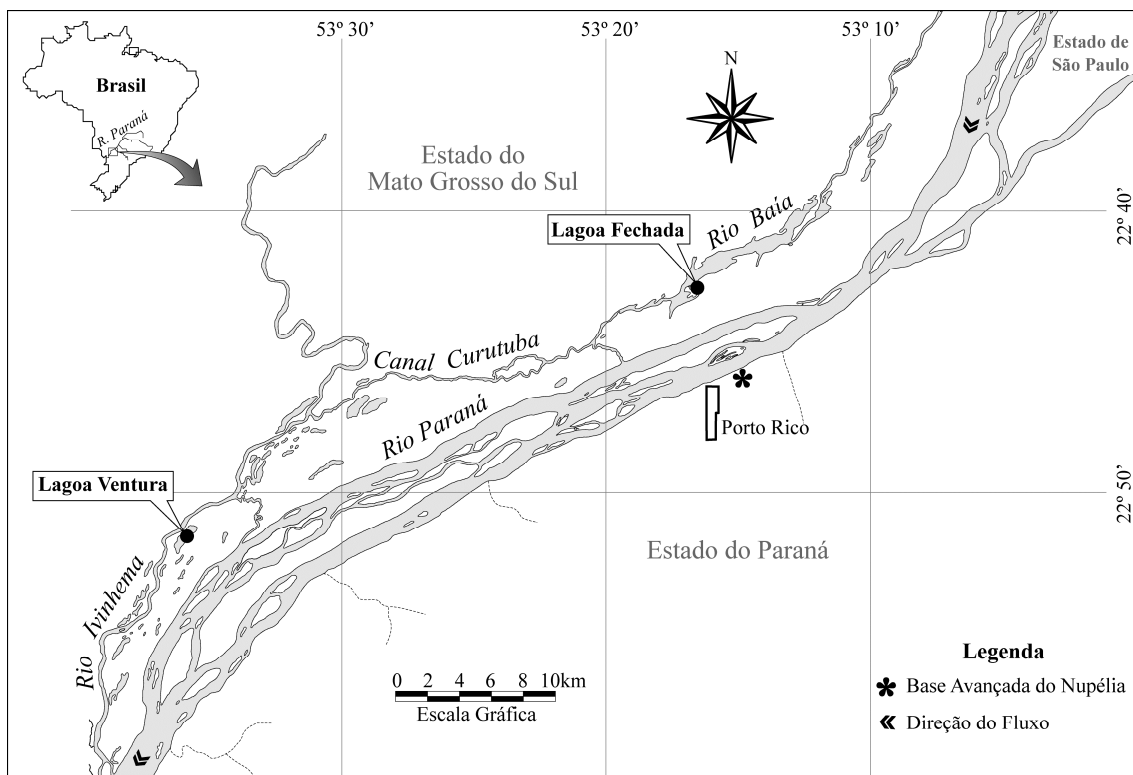 53º 30´
53º 20´
53º 10´
Estado de
São Paulo
Brasil
R. Paraná
N
Estado do
Mato Grosso do Sul
22º 40´
Rio Baía
Lagoa Fechada
Canal Curutuba
Rio Paraná
Porto Rico
Lagoa Ventura
22º 50´
Estado do Paraná
Rio Ivinhema
Legenda
Base Avançada do Nupélia
Direção do Fluxo
0 2 4 6 8 10km
Escala Gráfica